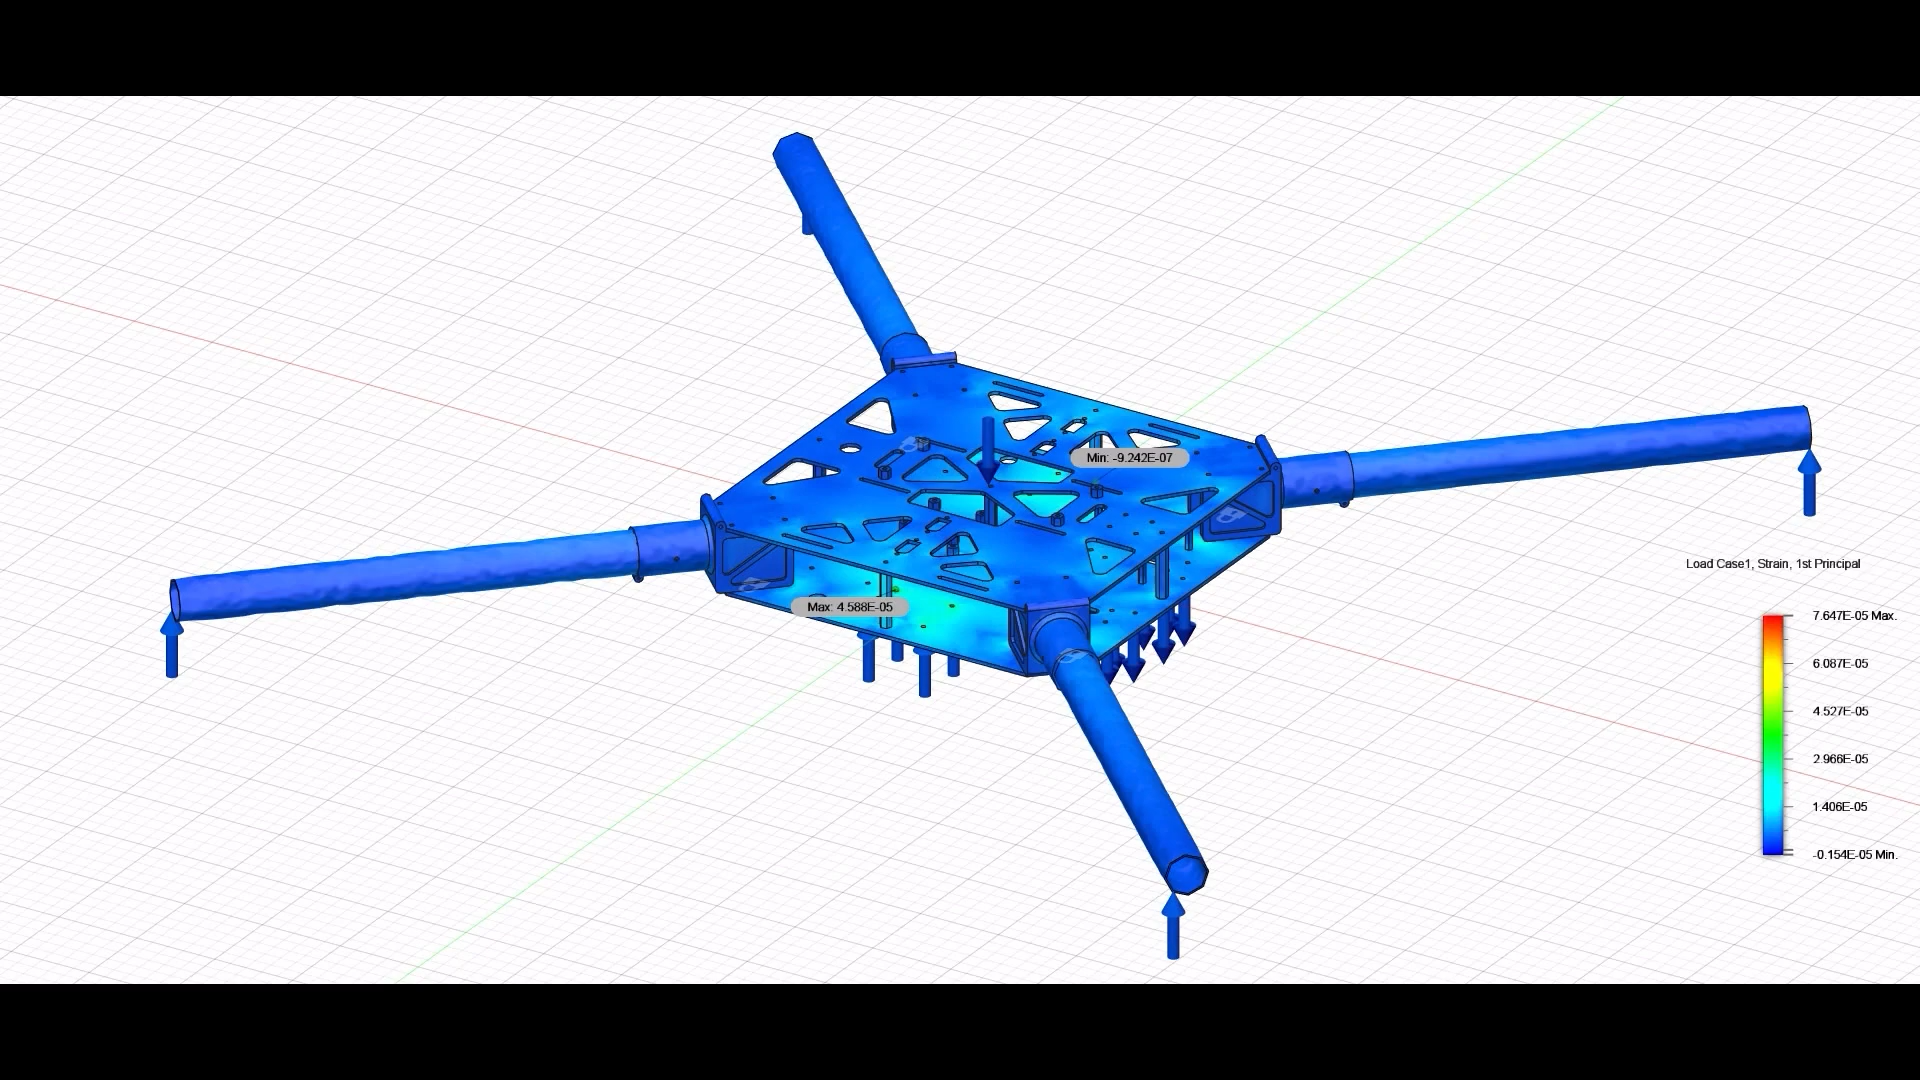 Min: -9.242E-07
Max: 4.588E-05
Load Case1, Strain, 1st Principal
7.647E-05 Max.
6.087E-05
4.527E-05
2.966E-05
1.406E-05
-0.154E-05 Min.